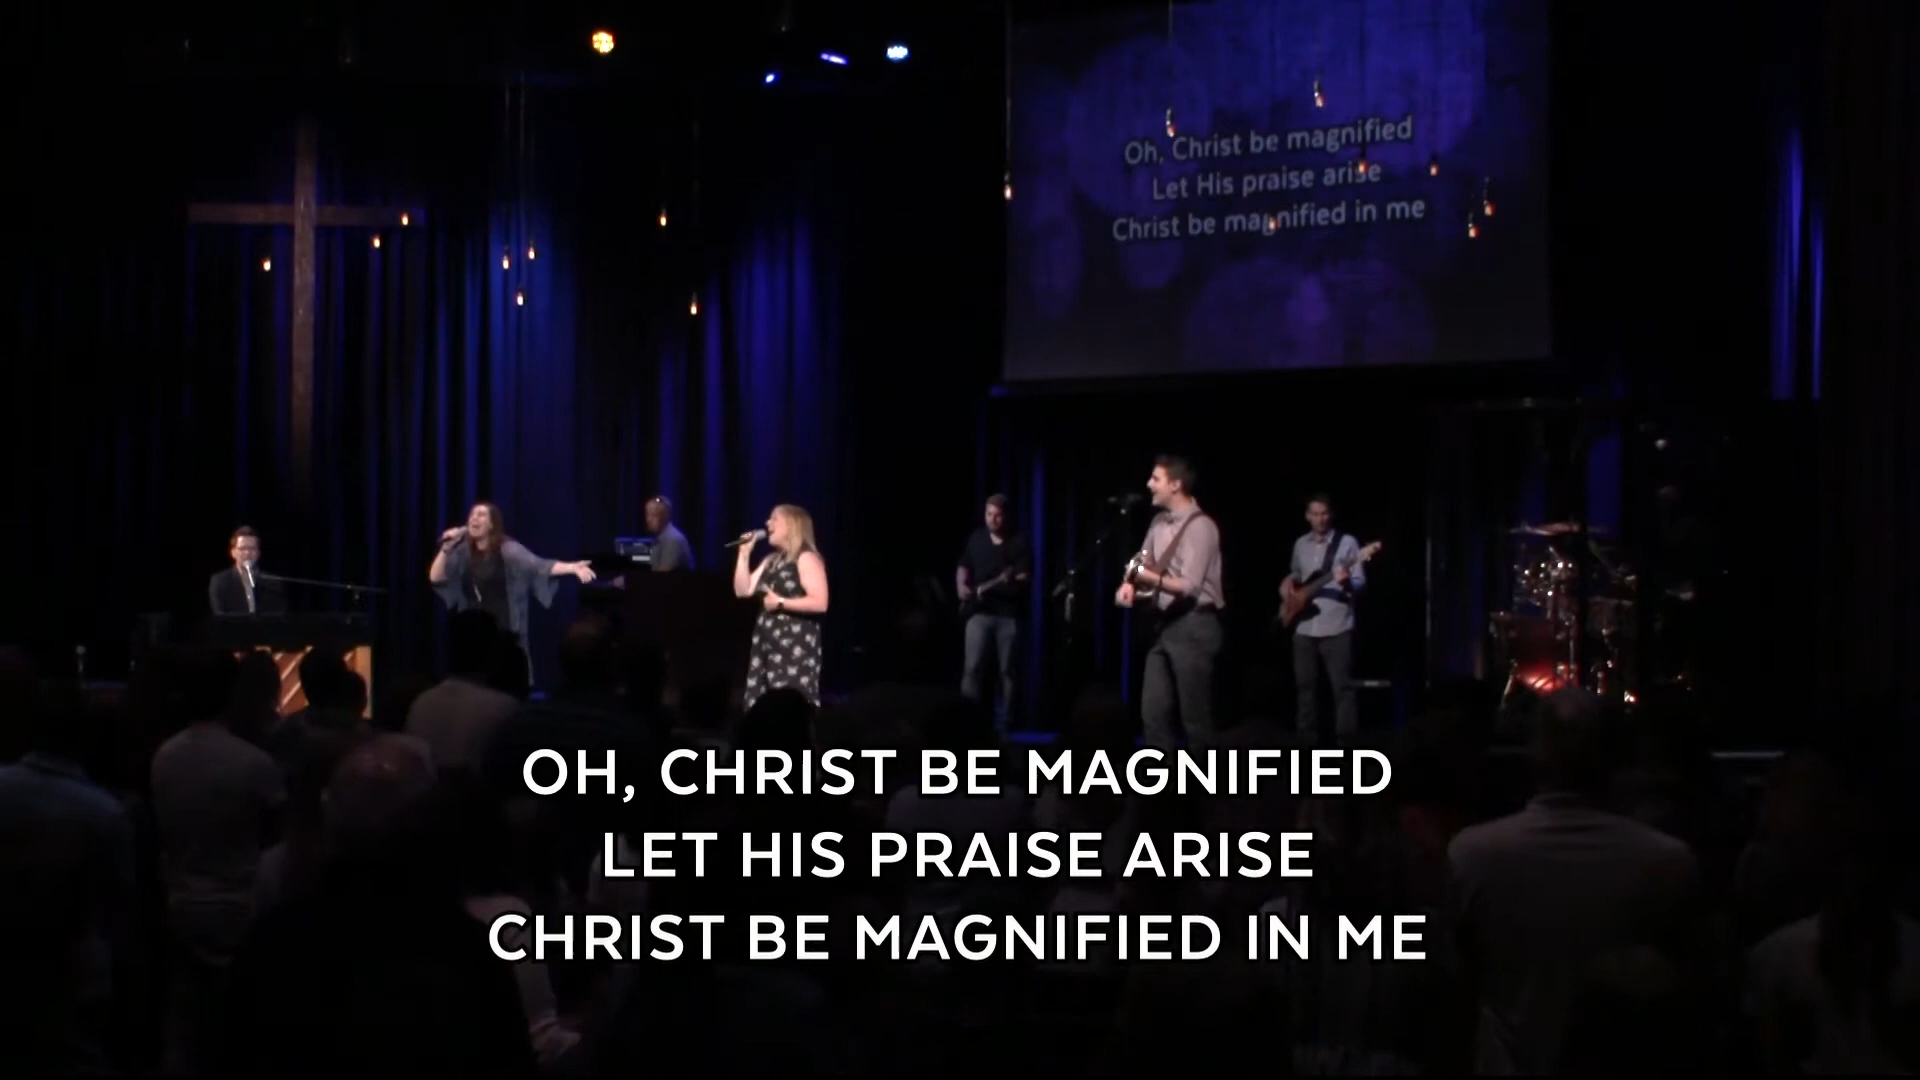 Oh, Christ be magnified
Let His praise arise
Christ be magnified in me
OH, CHRIST BE MAGNIFIED
LET HIS PRAISE ARISE
CHRIST BE MAGNIFIED IN ME